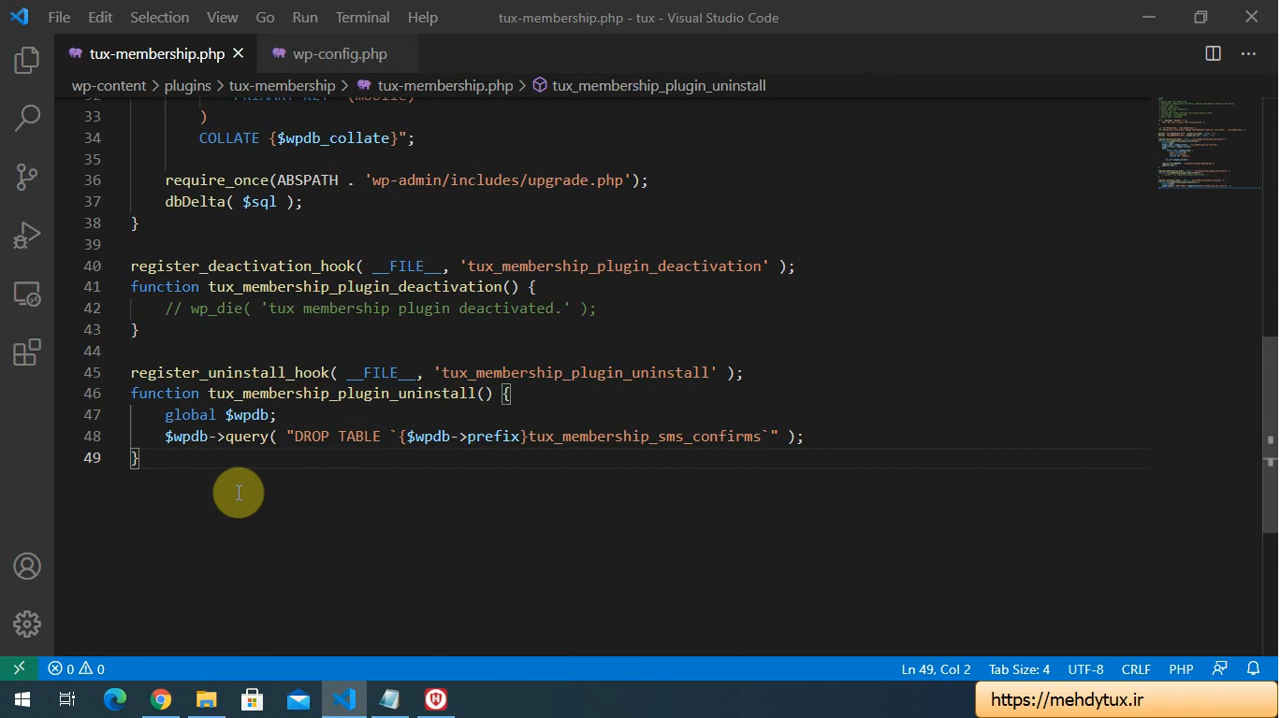 File Edit Selection View Go Run Terminal Help tux-membership.php - tux - Visual Studio Code
tux-membership.php wp-config.php
wp-content > plugins > tux-membership > tux-membership.php > tux_membership_plugin_uninstall
32 PRIMARY KEY (mobile)
33 )
34 COLLATE {$wpdb_collate}";
35
36 require_once(ABSPATH . 'wp-admin/includes/upgrade.php');
37 dbDelta( $sql );
38 }
39
40 register_deactivation_hook( __FILE__, 'tux_membership_plugin_deactivation' );
41 function tux_membership_plugin_deactivation() {
42 // wp_die( 'tux membership plugin deactivated.' );
43 }
44
45 register_uninstall_hook( __FILE__, 'tux_membership_plugin_uninstall' );
46 function tux_membership_plugin_uninstall() {
47 global $wpdb;
48 $wpdb->query( "DROP TABLE `{$wpdb->prefix}tux_membership_sms_confirms`" );
49 }
0 0 Ln 49, Col 2 Tab Size: 4 UTF-8 CRLF PHP
https://mehdytux.ir